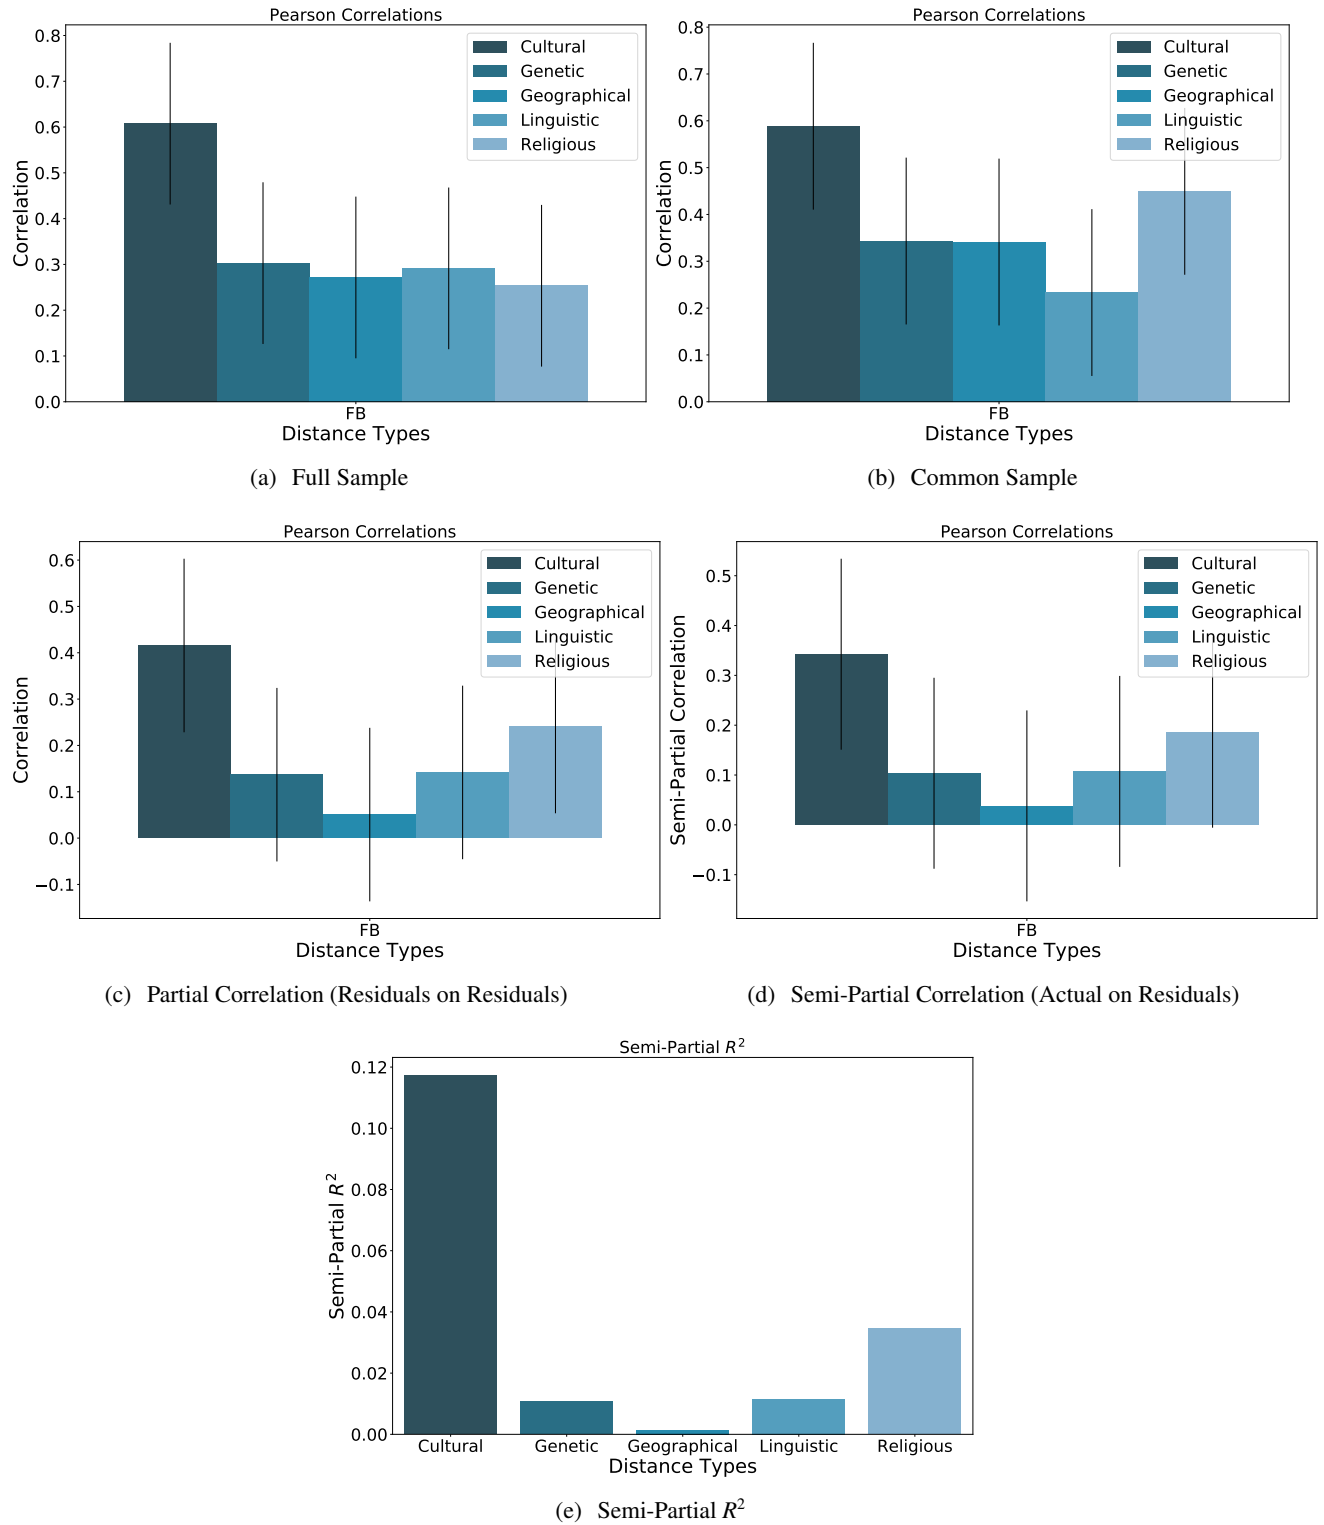 Pearson Correlations
0.8
0.7
0.6
0.5
0.4
0.3
0.2
0.1
0.0
Correlation
Cultural
Genetic
Geographical
Linguistic
Religious
FB
Distance Types
(a) Full Sample
Pearson Correlations
0.8
0.7
0.6
0.5
0.4
0.3
0.2
0.1
0.0
Correlation
Cultural
Genetic
Geographical
Linguistic
Religious
FB
Distance Types
(b) Common Sample
Pearson Correlations
0.6
0.5
0.4
0.3
0.2
0.1
0.0
−0.1
Correlation
Cultural
Genetic
Geographical
Linguistic
Religious
FB
Distance Types
(c) Partial Correlation (Residuals on Residuals)
Pearson Correlations
0.5
0.4
0.3
0.2
0.1
0.0
−0.1
Semi-Partial Correlation
Cultural
Genetic
Geographical
Linguistic
Religious
FB
Distance Types
(d) Semi-Partial Correlation (Actual on Residuals)
Semi-Partial R²
0.12
0.10
0.08
0.06
0.04
0.02
0.00
Semi-Partial R²
Cultural Genetic Geographical Linguistic Religious
Distance Types
(e) Semi-Partial R²